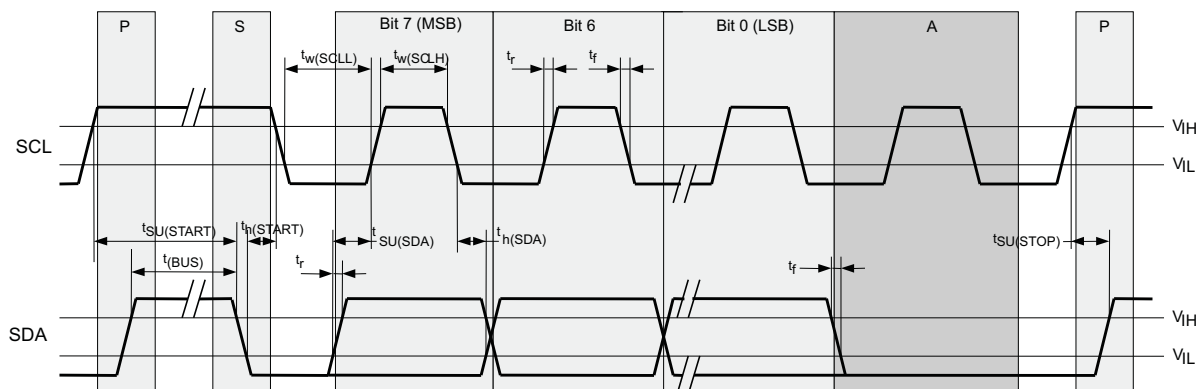 P S Bit 7 (MSB) Bit 6 Bit 0 (LSB) A P
tw(SCLL) tw(SCLH) tr tf
SCL
VIH
VIL
tSU(START) th(START) tSU(SDA) th(SDA) tSU(STOP)
t(BUS) tr tf
SDA
VIH
VIL